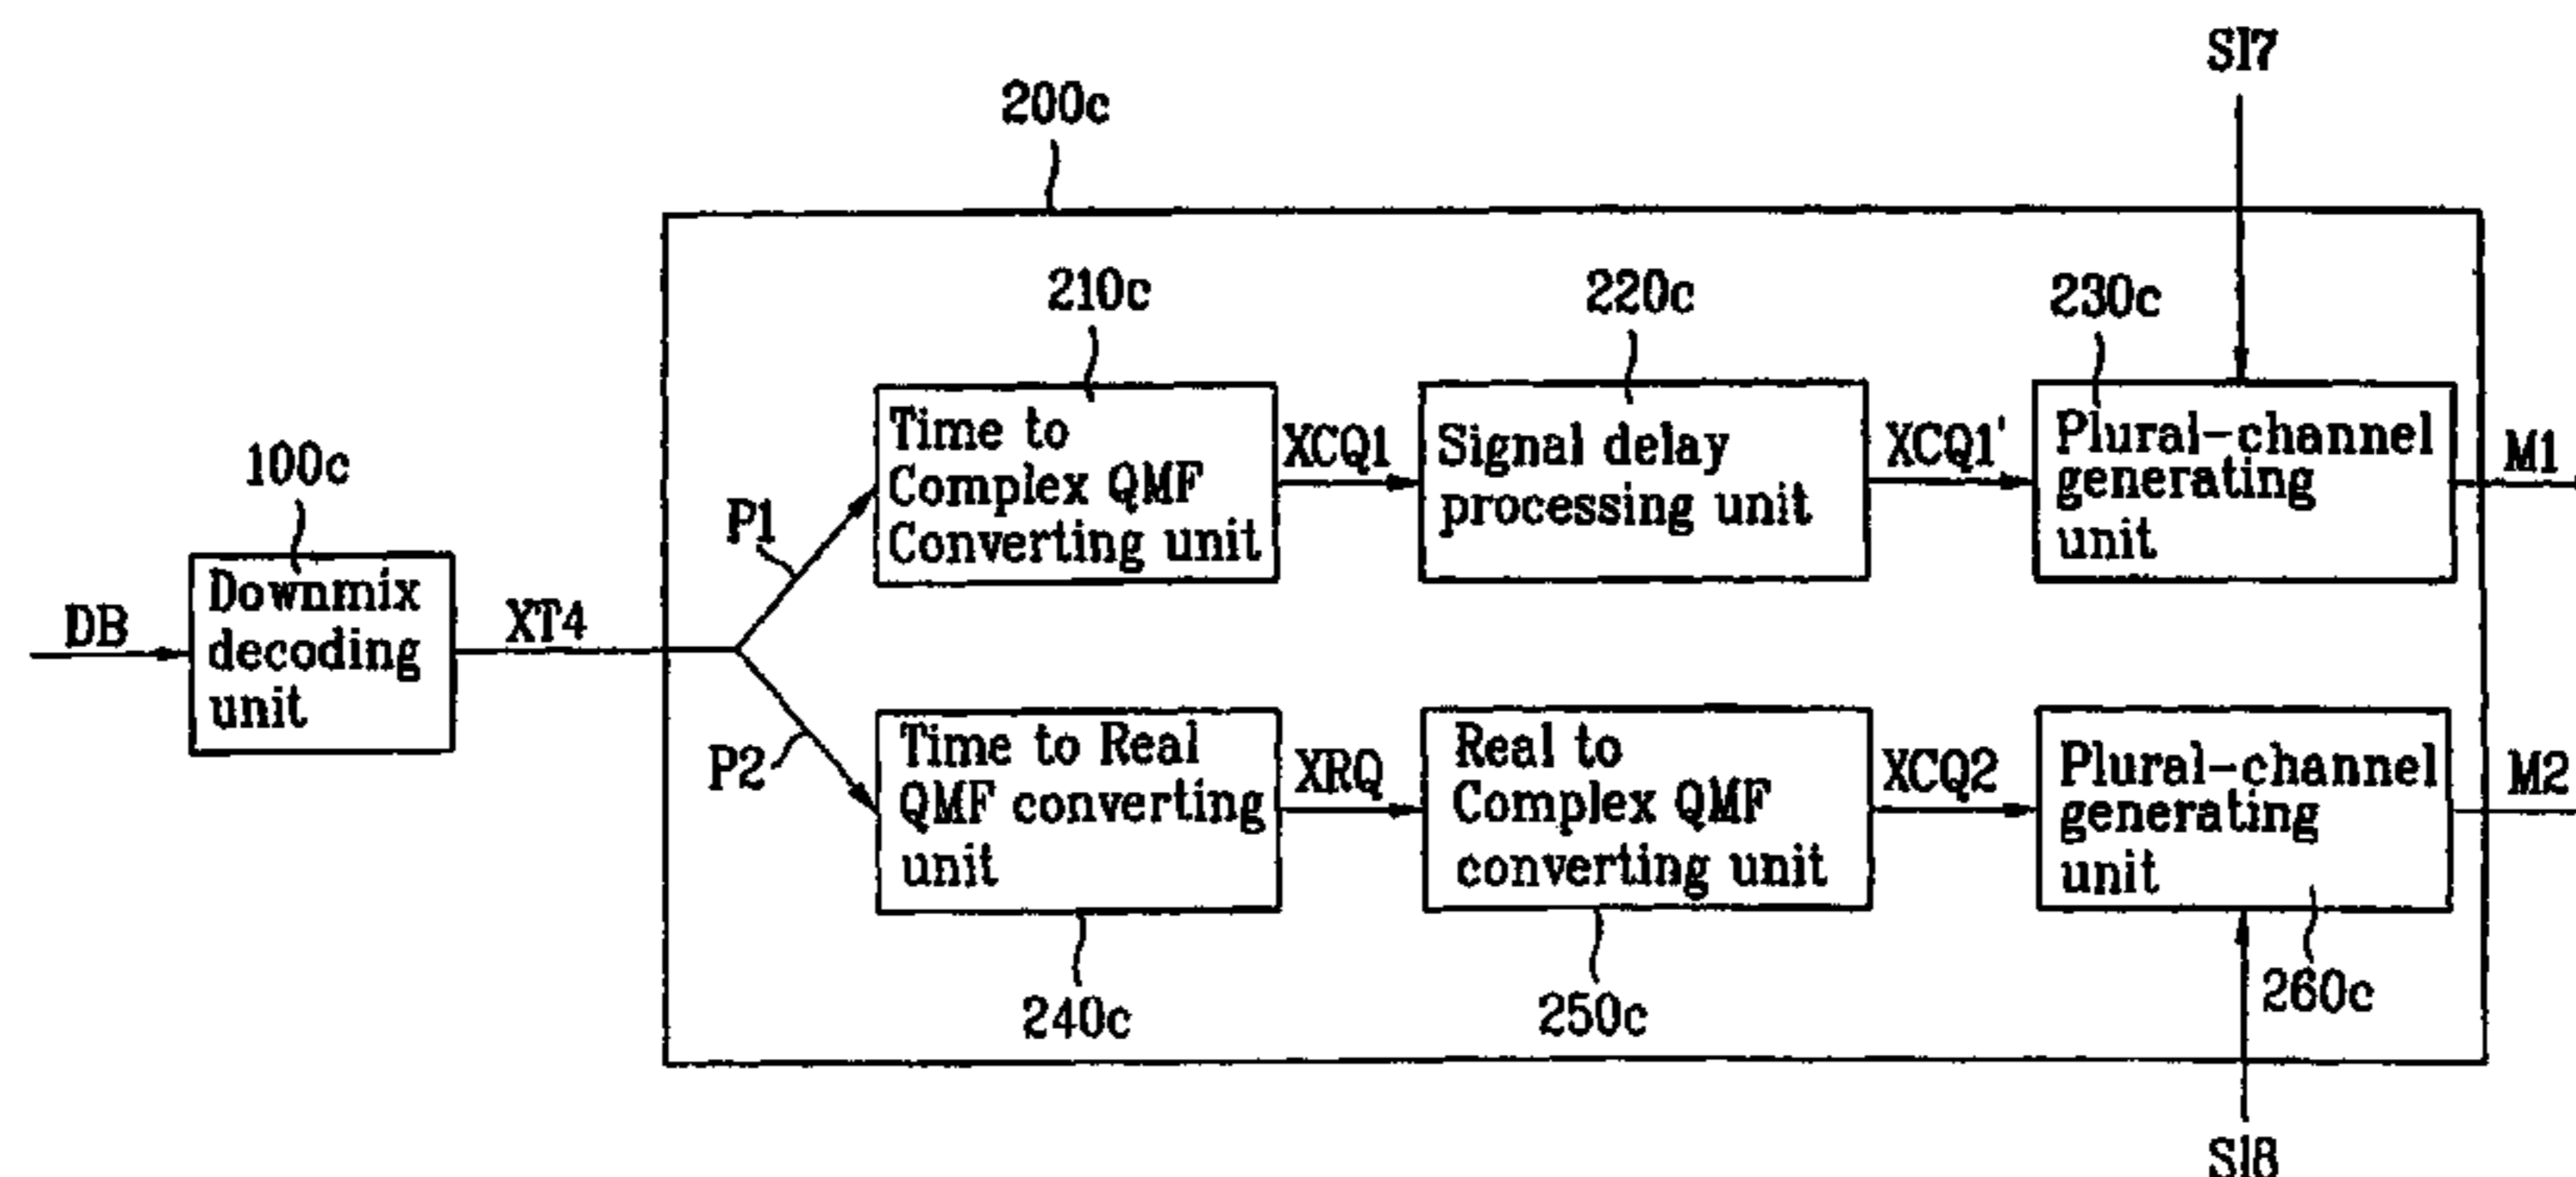 SI7
200c
210c
220c
230c
Time to
Complex QMF
Converting unit
XCQ1
Signal delay
processing unit
XCQ1'
Plural-channel
generating
unit
M1
100c
P1
DB
Downmix
decoding
unit
XT4
P2
Time to Real
QMF converting
unit
XRQ
Real to
Complex QMF
converting unit
XCQ2
Plural-channel
generating
unit
M2
240c
250c
260c
SI8